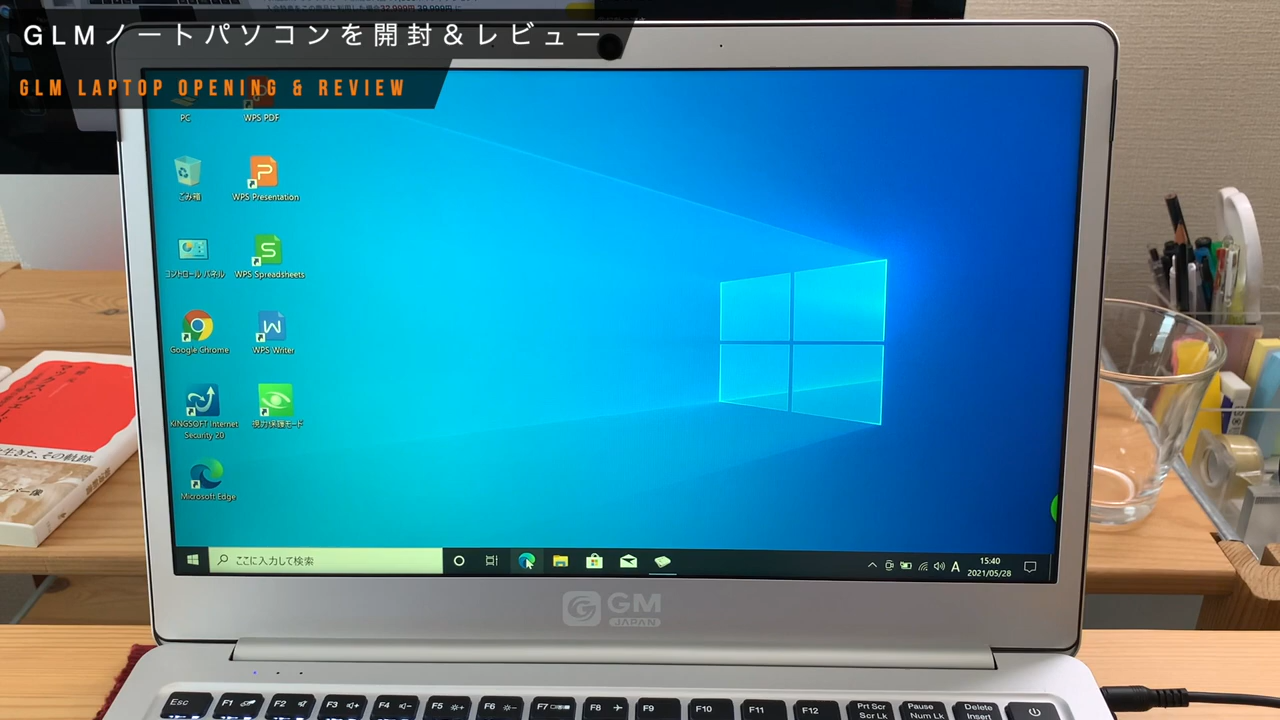 GLMノートパソコンを開封&レビュー
GLM LAPTOP OPENING & REVIEW
PC
WPS PDF
ごみ箱
WPS Presentation
コントロール パネル
WPS Spreadsheets
Google Chrome
WPS Writer
KINGSOFT Internet
Security 20
視力保護モード
Microsoft Edge
ここに入力して検索
A
15:40
2021/05/28
GM
JAPAN
Esc
F1
F2
F3
F4
F5
F6
F7
F8
F9
F10
F11
F12
Prt Scr
Scr Lk
Pause
Num Lk
Delete
Insert